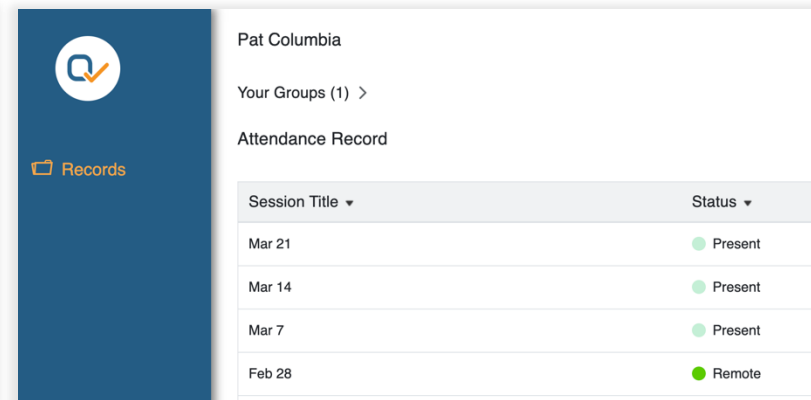 Pat Columbia
Your Groups (1) >
Records
Attendance Record
Session Title Status
Mar 21 Present
Mar 14 Present
Mar 7 Present
Feb 28 Remote